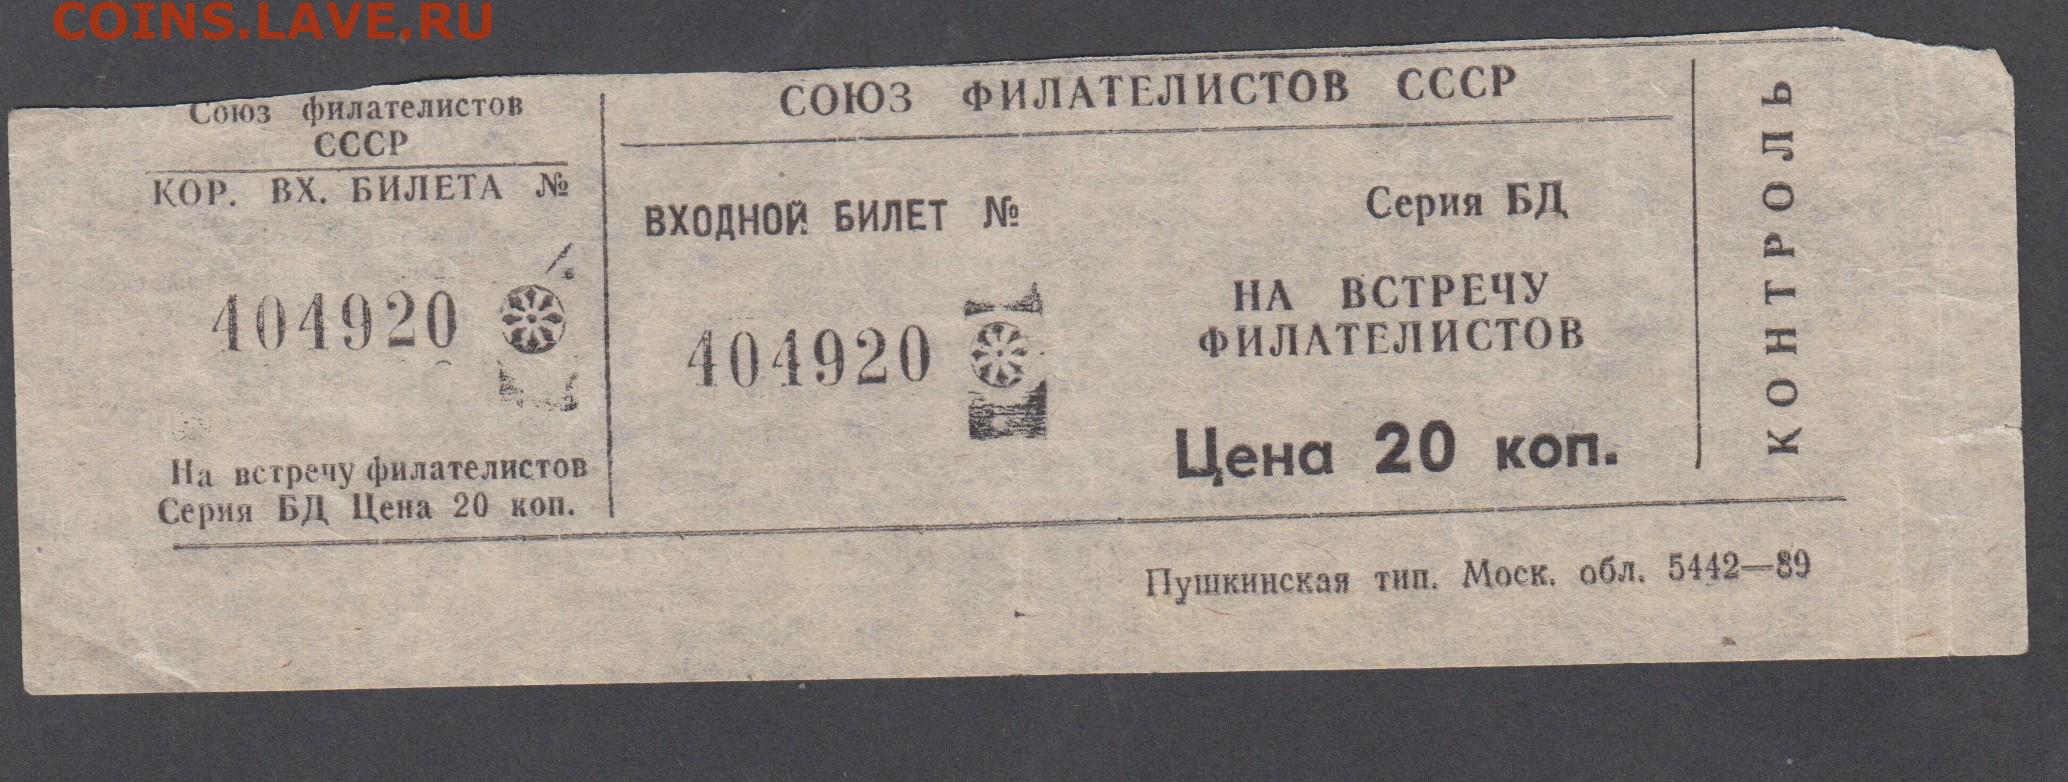 COINS.LAVE.RU
Союз филателистов
СССР
КОР. ВХ. БИЛЕТА №
404920
На встречу филателистов
Серия БД Цена 20 коп.
СОЮЗ ФИЛАТЕЛИСТОВ СССР
ВХОДНОЙ БИЛЕТ №
404920
Серия БД
НА ВСТРЕЧУ
ФИЛАТЕЛИСТОВ
Цена 20 коп.
КОНТРОЛЬ
Пушкинская тип. Моск. обл. 5442—89